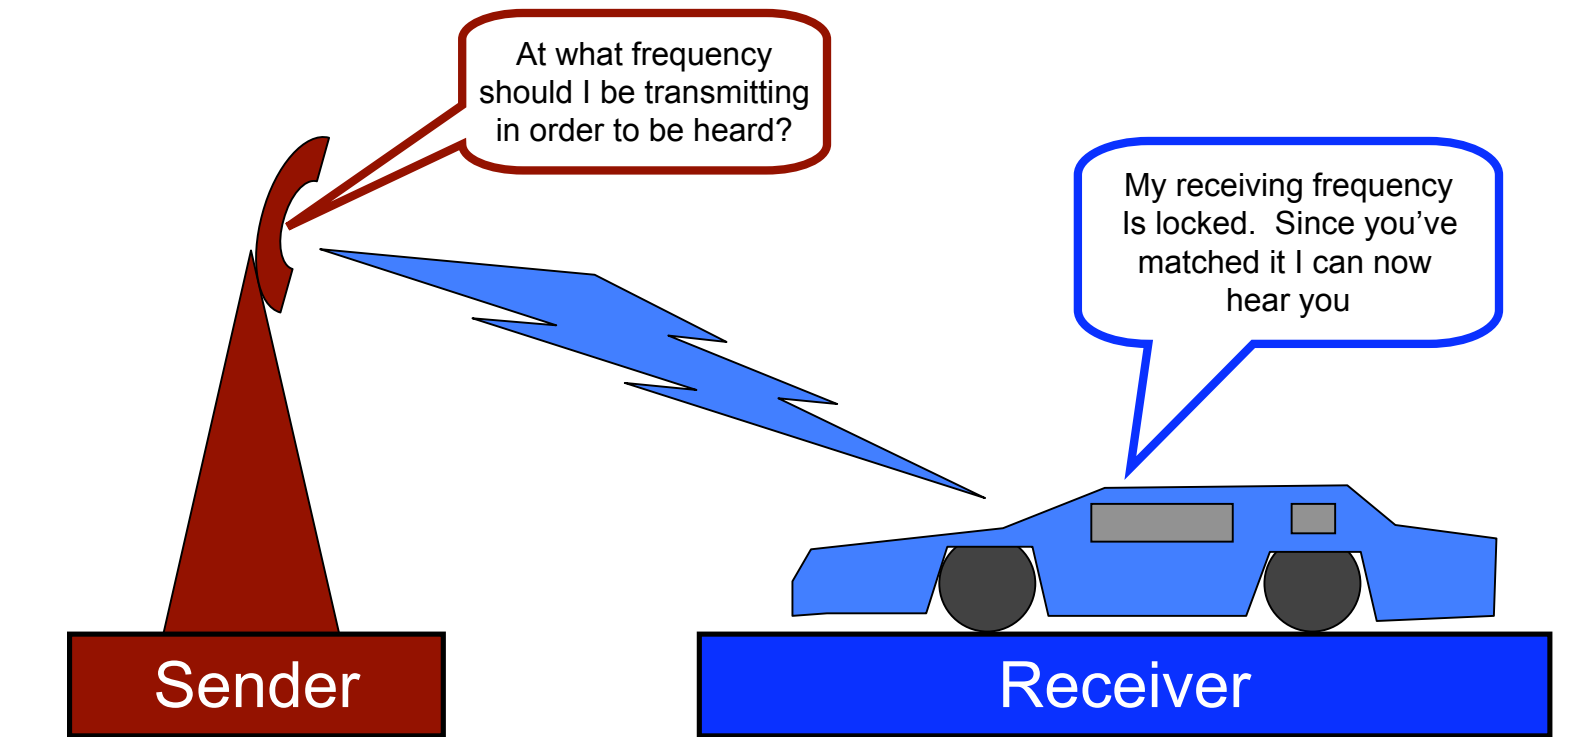 At what frequency
should I be transmitting
in order to be heard?
My receiving frequency
Is locked.  Since you’ve
matched it I can now
hear you
Sender
Receiver